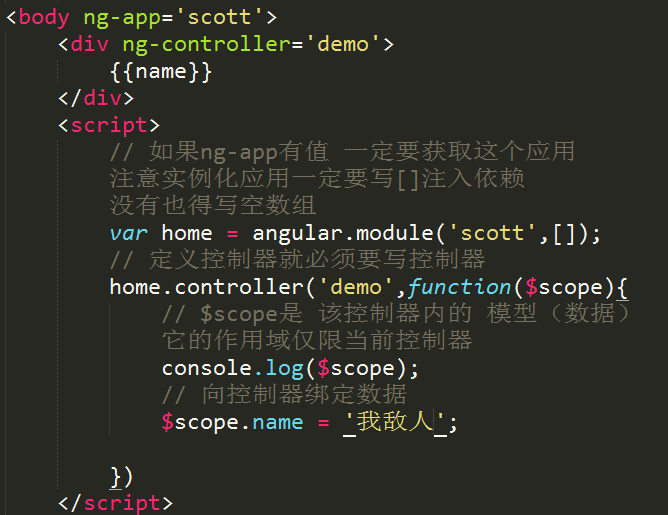 <body ng-app='scott'>
<div ng-controller='demo'>
{{name}}
</div>
<script>
// 如果ng-app有值 一定要获取这个应用
注意实例化应用一定要写[]注入依赖
没有也得写空数组
var home = angular.module('scott',[]);
// 定义控制器就必须要写控制器
home.controller('demo',function($scope){
// $scope是 该控制器内的 模型（数据）
它的作用域仅限当前控制器
console.log($scope);
// 向控制器绑定数据
$scope.name = '我敌人';
})
</script>